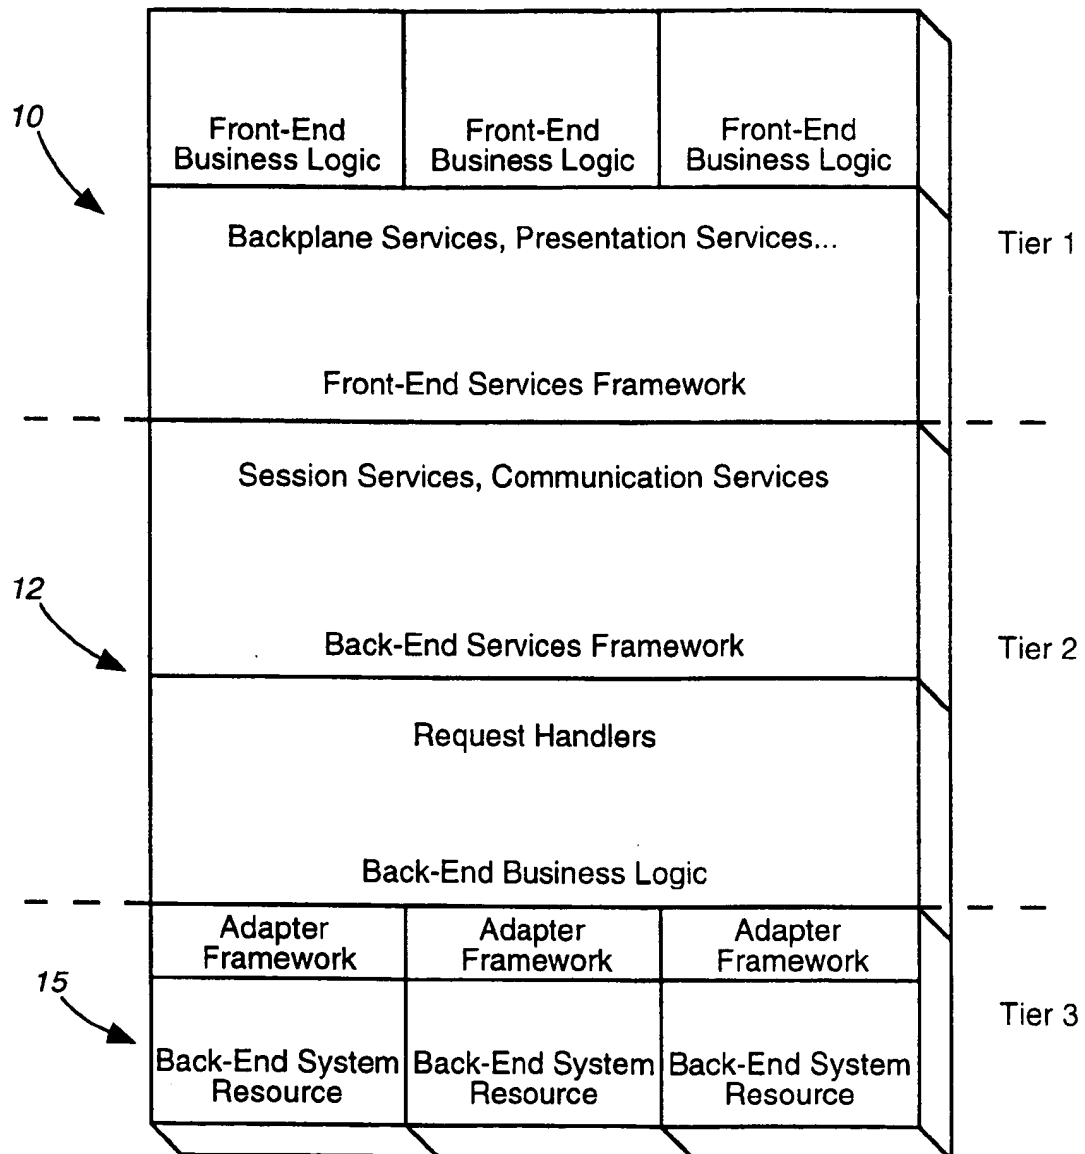 10
Front-End
Business Logic
Front-End
Business Logic
Front-End
Business Logic
Backplane Services, Presentation Services...
Tier 1
Front-End Services Framework
Session Services, Communication Services
12
Back-End Services Framework
Tier 2
Request Handlers
Back-End Business Logic
Adapter
Framework
Adapter
Framework
Adapter
Framework
15
Tier 3
Back-End System
Resource
Back-End System
Resource
Back-End System
Resource